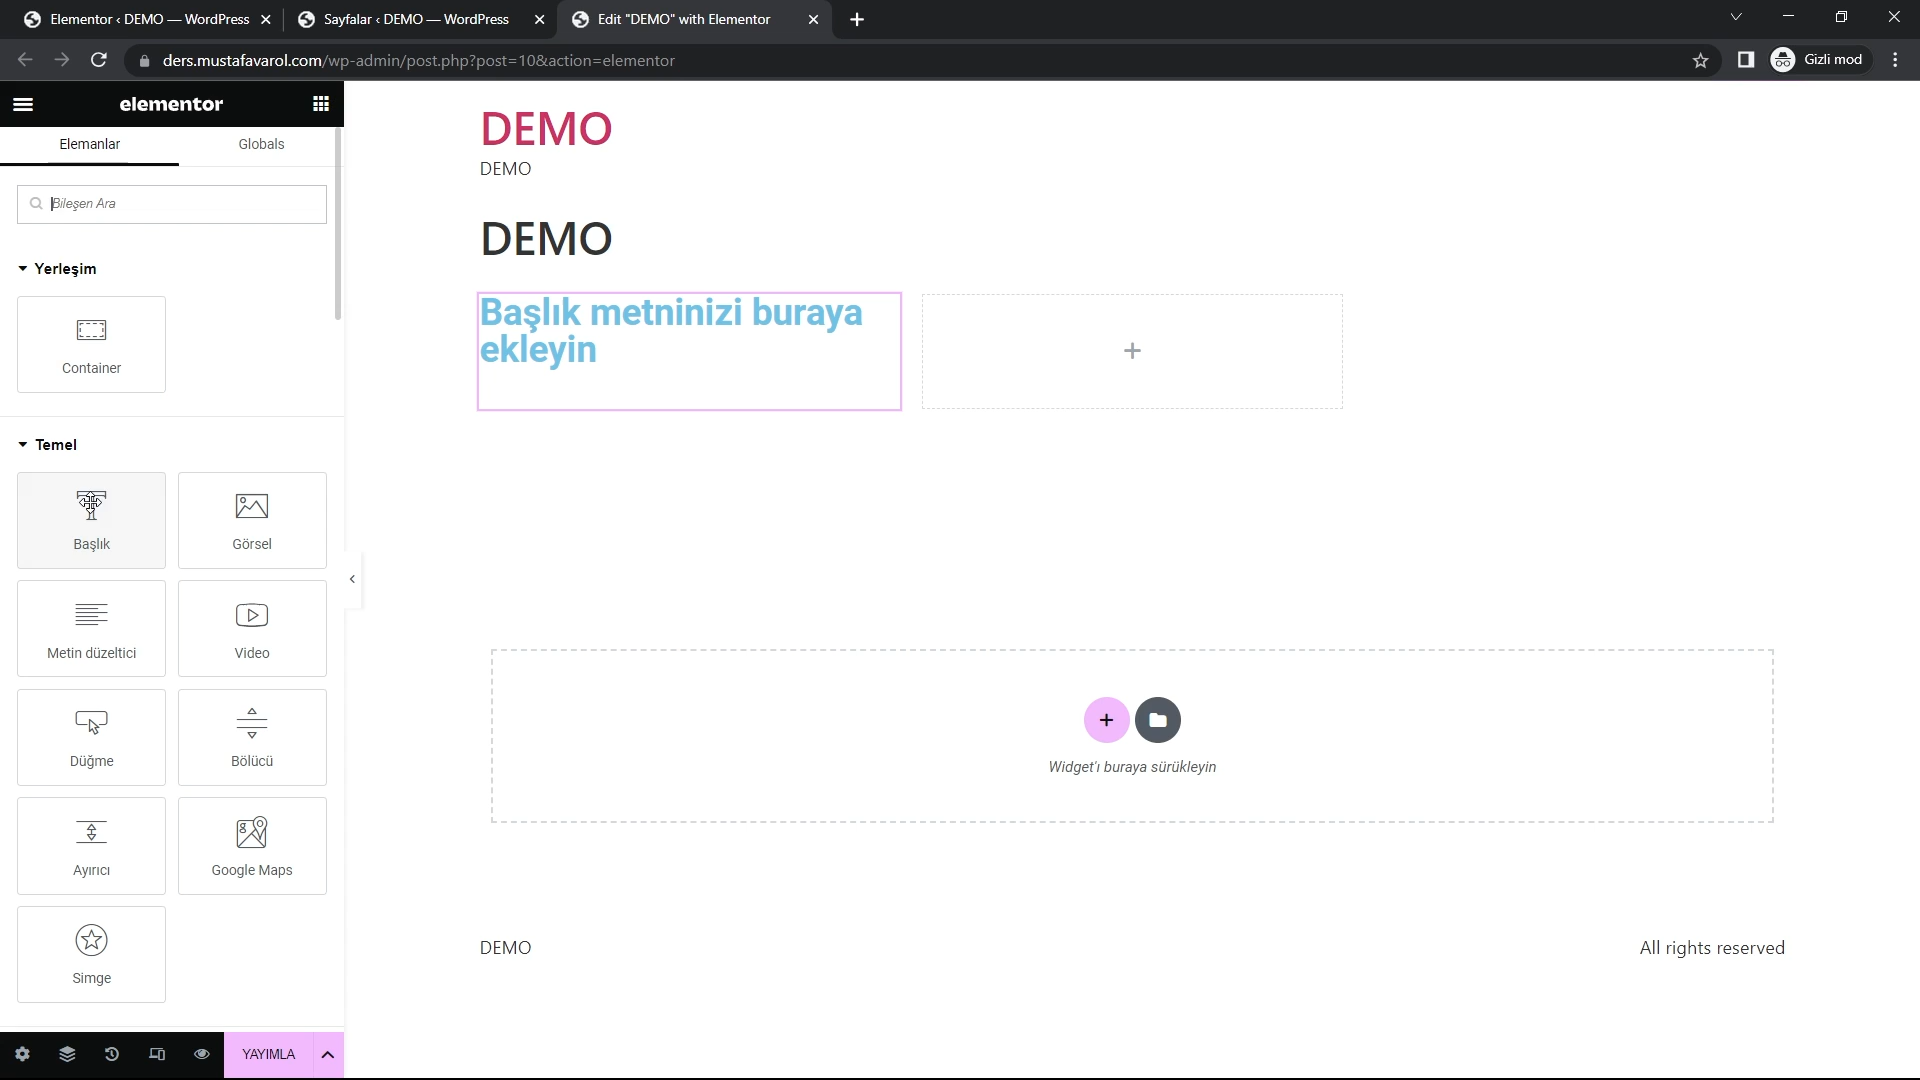 Elementor ‹ DEMO — WordPress
Sayfalar ‹ DEMO — WordPress
Edit "DEMO" with Elementor
ders.mustafavarol.com/wp-admin/post.php?post=10&action=elementor
Gizli mod
elementor
Elemanlar
Globals
Bileşen Ara
Yerleşim
Container
Temel
Başlık
Görsel
Metin düzeltici
Video
Düğme
Bölücü
Ayırıcı
Google Maps
Simge
YAYIMLA
DEMO
DEMO
DEMO
Başlık metninizi buraya
ekleyin
Widget'ı buraya sürükleyin
DEMO
All rights reserved